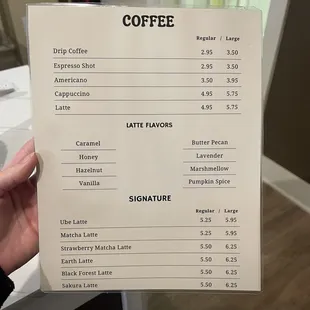 COFFEE
Regular / Large
Drip Coffee 2.95 3.50
Espresso Shot 2.95 3.50
Americano 3.50 3.95
Cappuccino 4.95 5.75
Latte 4.95 5.75
LATTE FLAVORS
Caramel Butter Pecan
Honey Lavender
Hazelnut Marshmellow
Vanilla Pumpkin Spice
SIGNATURE
Regular / Large
Ube Latte 5.25 5.95
Matcha Latte 5.25 5.95
Strawberry Matcha Latte 5.50 6.25
Earth Latte 5.50 6.25
Black Forest Latte 5.50 6.25
Sakura Latte 5.50 6.25